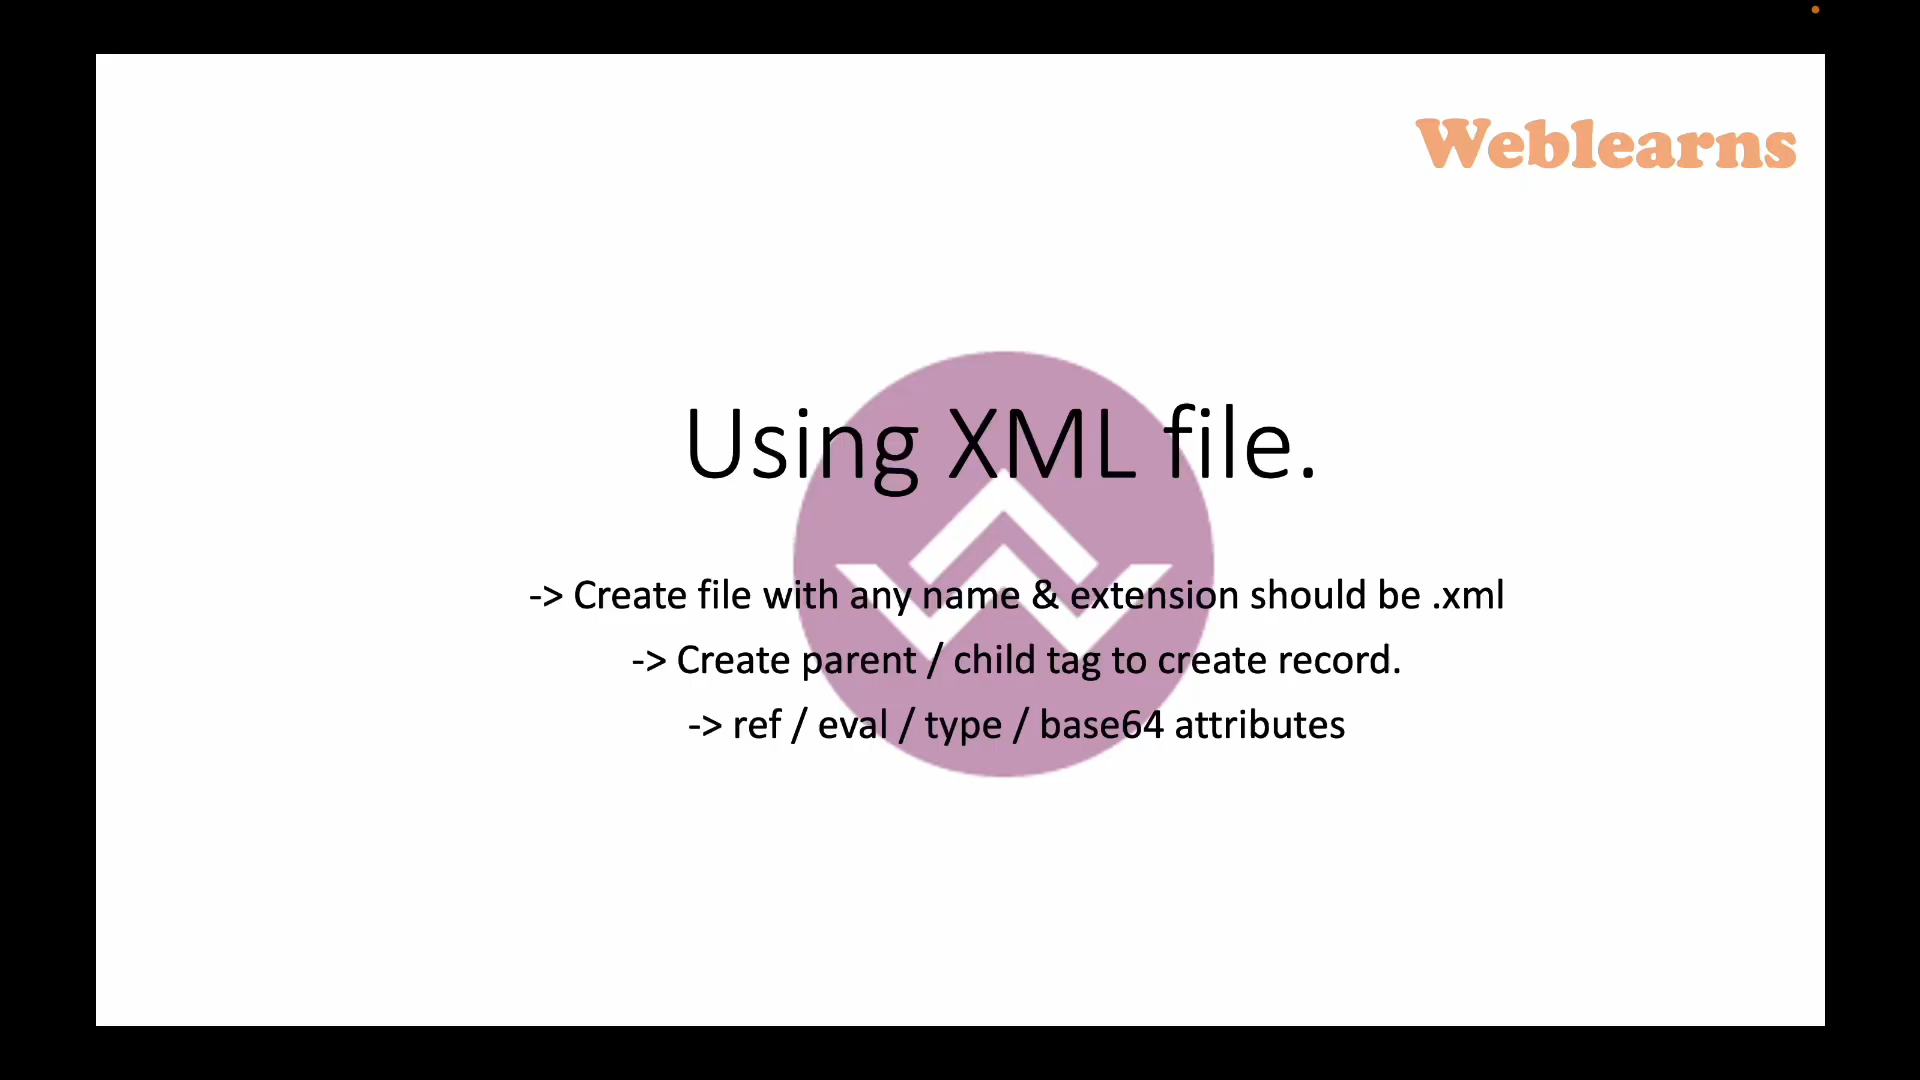 Weblearns
Using XML file.
-> Create file with any name & extension should be .xml
-> Create parent / child tag to create record.
-> ref / eval / type / base64 attributes